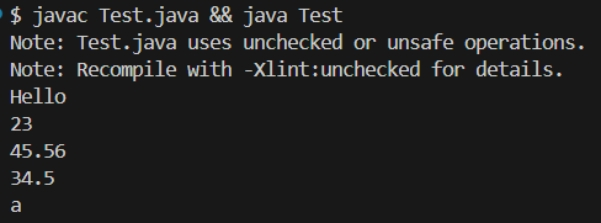 $ javac Test.java && java Test
Note: Test.java uses unchecked or unsafe operations.
Note: Recompile with -Xlint:unchecked for details.
Hello
23
45.56
34.5
a